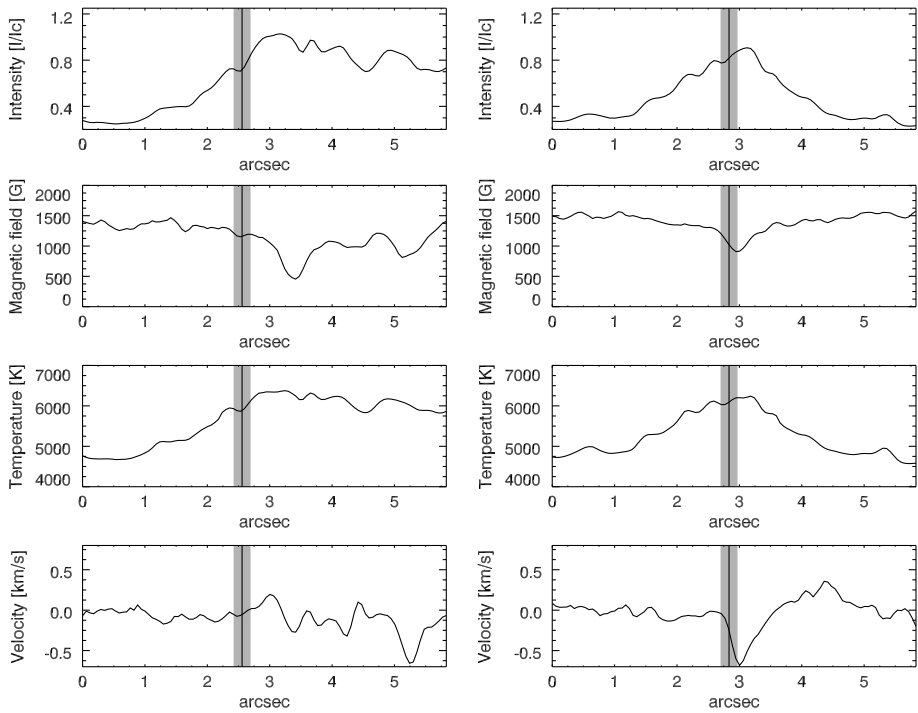 Intensity [I/Ic]
1.2
0.8
0.4
0 1 2 3 4 5
arcsec
Intensity [I/Ic]
1.2
0.8
0.4
0 1 2 3 4 5
arcsec
Magnetic field [G]
2000
1500
1000
500
0
0 1 2 3 4 5
arcsec
Magnetic field [G]
2000
1500
1000
500
0
0 1 2 3 4 5
arcsec
Temperature [K]
7000
6000
5000
4000
0 1 2 3 4 5
arcsec
Temperature [K]
7000
6000
5000
4000
0 1 2 3 4 5
arcsec
Velocity [km/s]
0.5
0.0
-0.5
0 1 2 3 4 5
arcsec
Velocity [km/s]
0.5
0.0
-0.5
0 1 2 3 4 5
arcsec